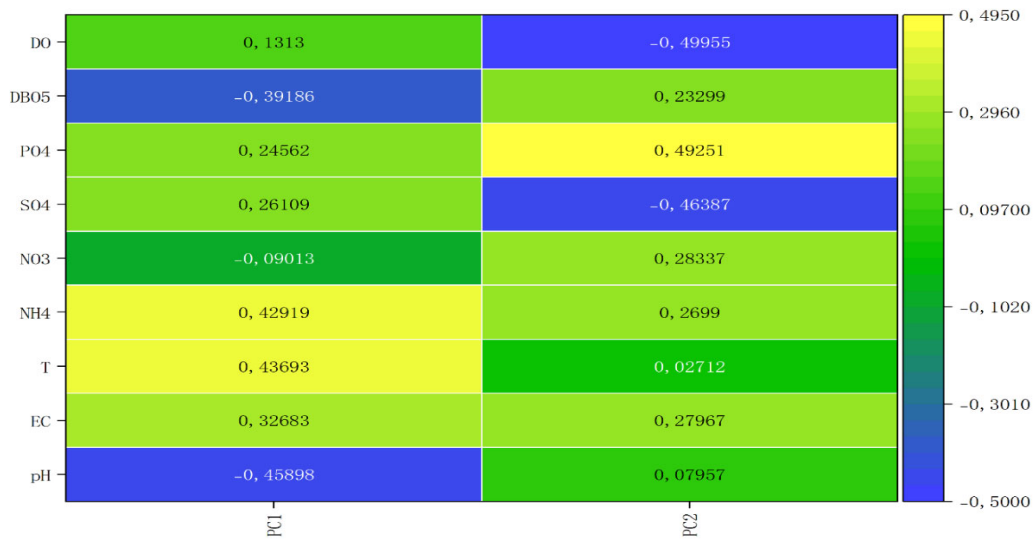 0, 4950
DO 0, 1313 -0, 49955
DBO5 -0, 39186 0, 23299
0, 2960
PO4 0, 24562 0, 49251
SO4 0, 26109 -0, 46387
0, 09700
NO3 -0, 09013 0, 28337
-0, 1020
NH4 0, 42919 0, 2699
T 0, 43693 0, 02712
-0, 3010
EC 0, 32683 0, 27967
pH -0, 45898 0, 07957
-0, 5000
PC1 PC2